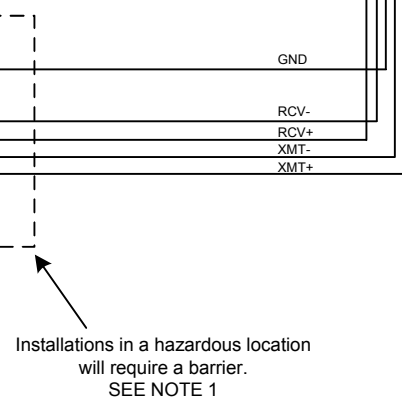 GND
RCV-
RCV+
XMT-
XMT+
Installations in a hazardous location
will require a barrier.
SEE NOTE 1